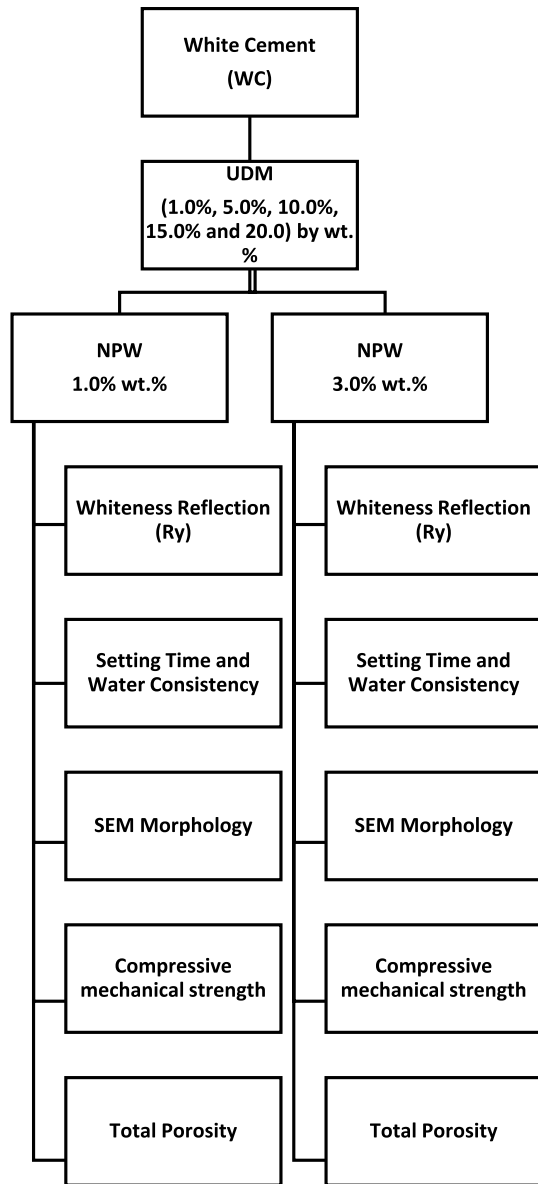 White Cement
(WC)
UDM
(1.0%, 5.0%, 10.0%,
15.0% and 20.0) by wt.
%
NPW
1.0% wt.%
NPW
3.0% wt.%
Whiteness Reflection
(Ry)
Whiteness Reflection
(Ry)
Setting Time and
Water Consistency
Setting Time and
Water Consistency
SEM Morphology
SEM Morphology
Compressive
mechanical strength
Compressive
mechanical strength
Total Porosity
Total Porosity